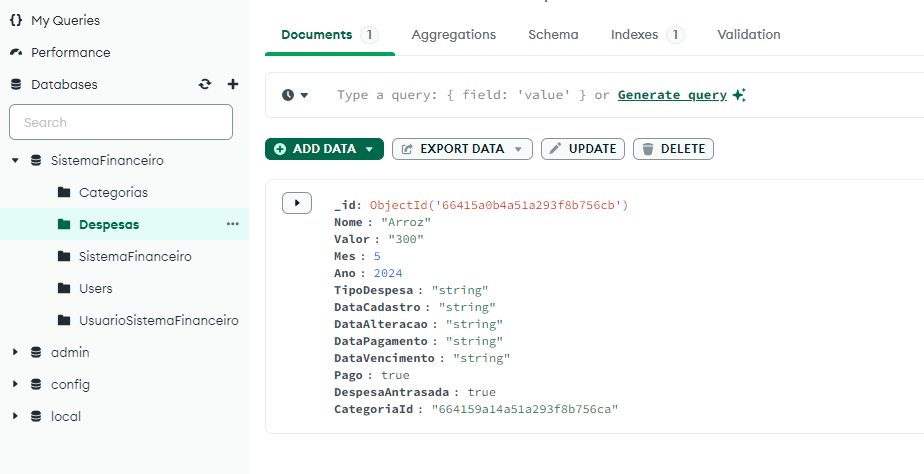 My Queries
Performance
Databases
Search
SistemaFinanceiro
Categorias
Despesas
SistemaFinanceiro
Users
UsuarioSistemaFinanceiro
admin
config
local
Documents 1 Aggregations Schema Indexes 1 Validation
Type a query: { field: 'value' } or Generate query
ADD DATA EXPORT DATA UPDATE DELETE
_id: ObjectId('66415a0b4a51a293f8b756cb')
Nome : "Arroz"
Valor : "300"
Mes : 5
Ano : 2024
TipoDespesa : "string"
DataCadastro : "string"
DataAlteracao : "string"
DataPagamento : "string"
DataVencimento : "string"
Pago : true
DespesaAntrasada : true
CategoriaId : "664159a14a51a293f8b756ca"